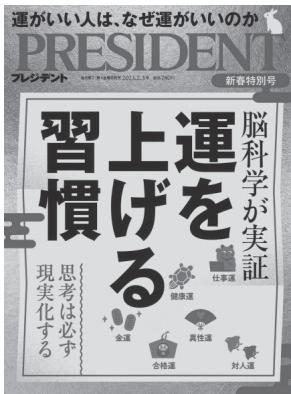 運がいい人は、なぜ運がいいのか
PRESIDENT
プレジデント
新春特別号
脳科学が実証
運を
上げる
習慣
思考は必ず
現実化する
仕事運
健康運
金運
異性運
合格運
対人運